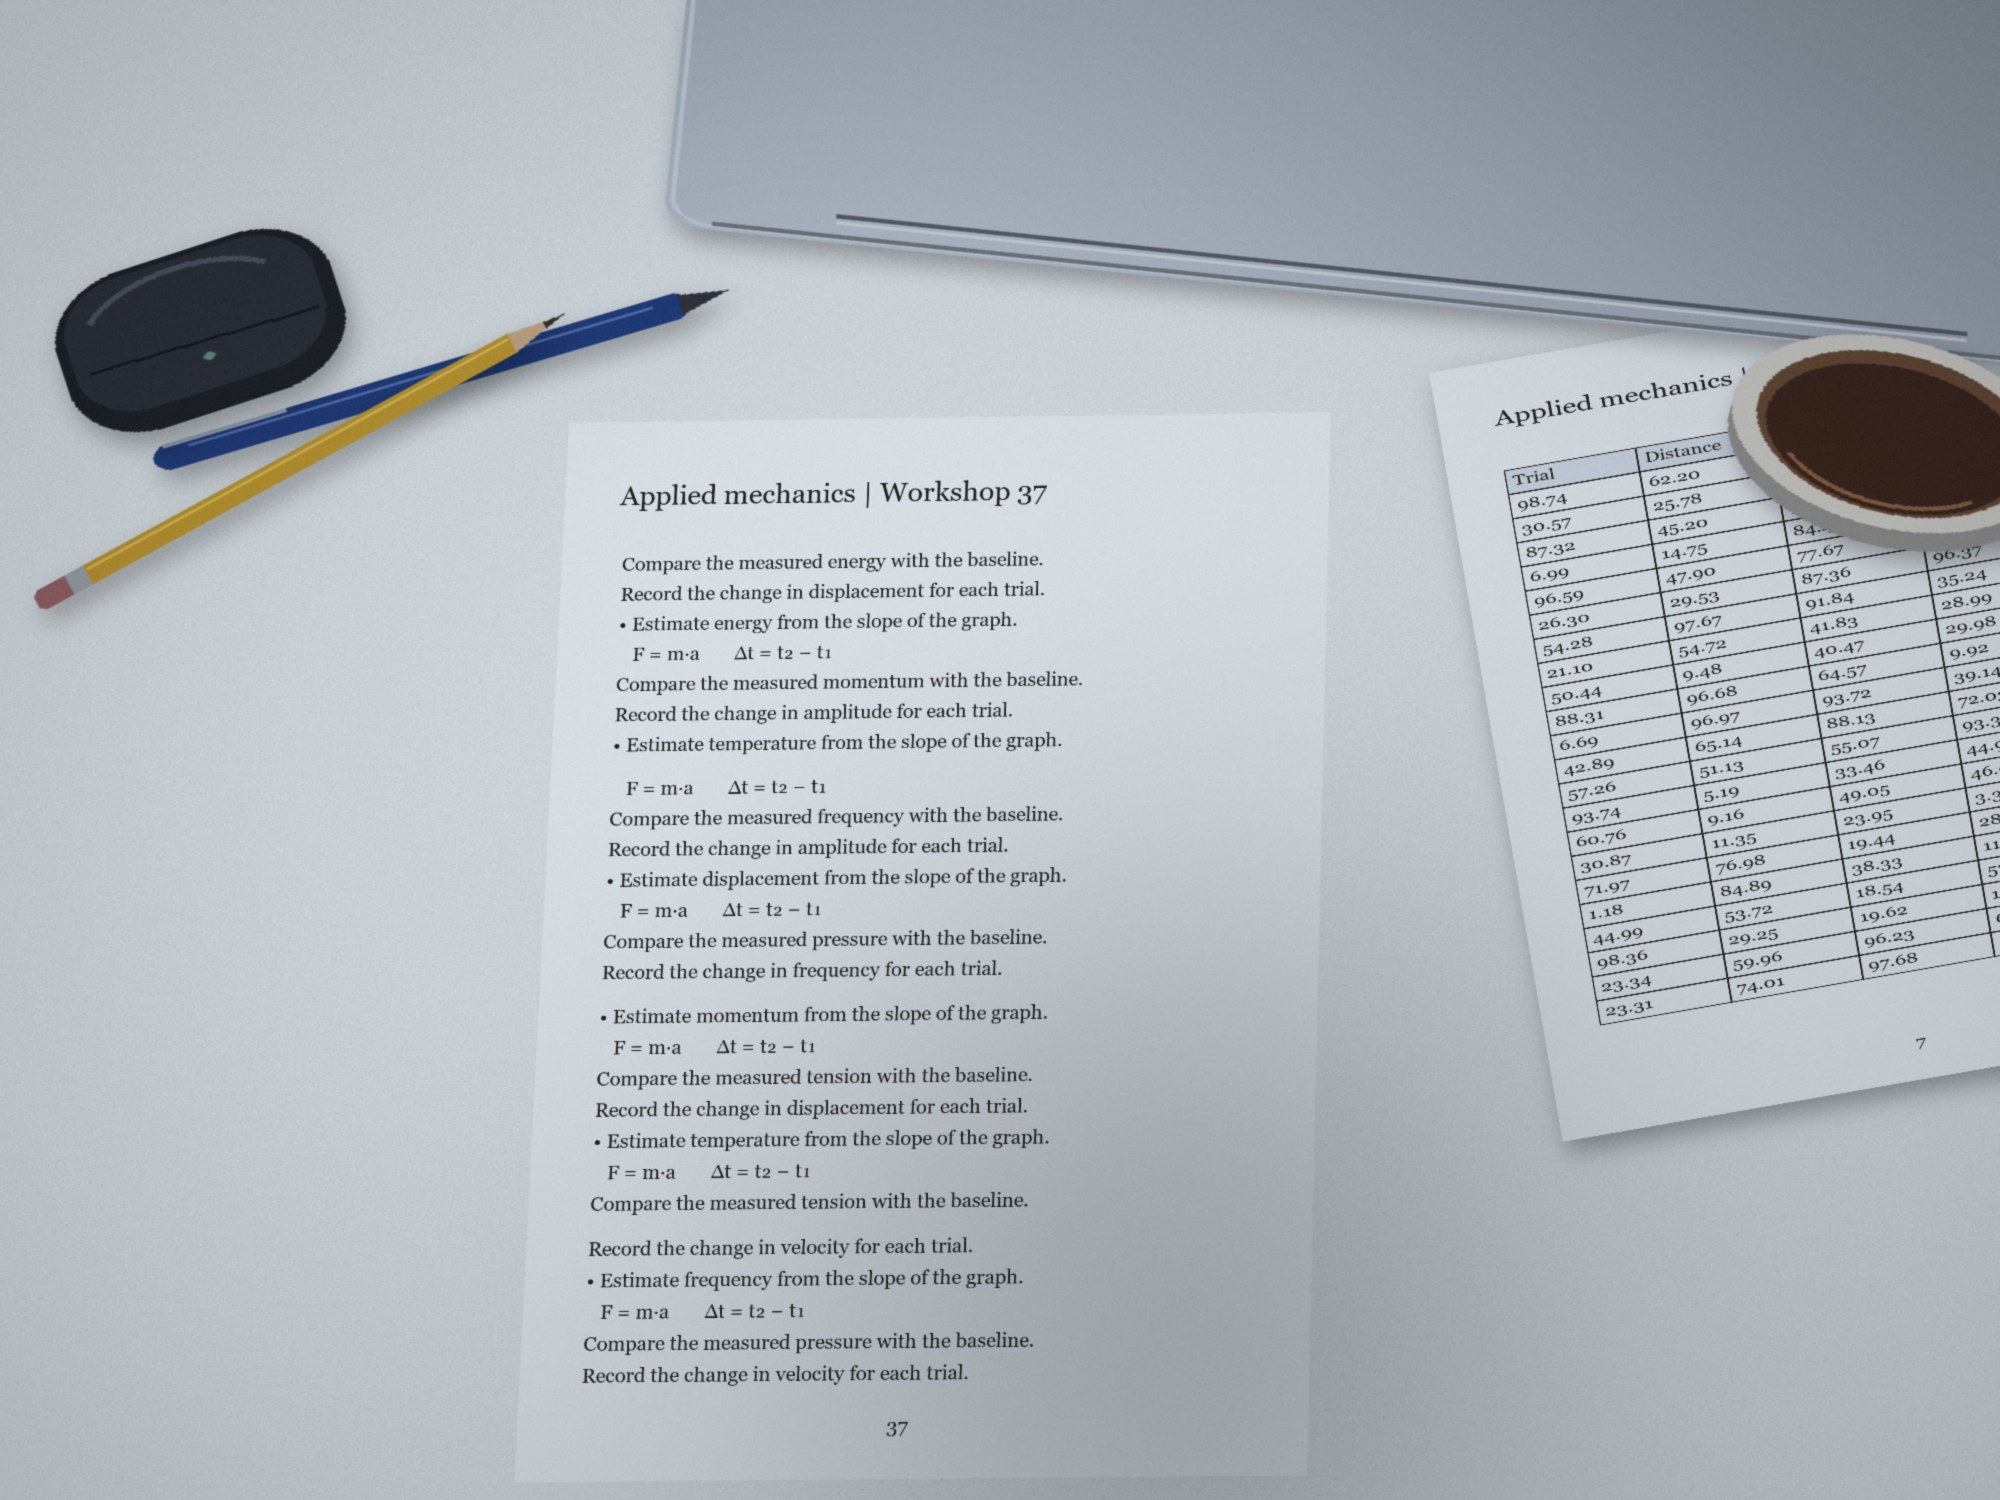 Applied mechanics | Workshop 37
Compare the measured energy with the baseline.
Record the change in displacement for each trial.
• Estimate energy from the slope of the graph.
F = m·a Δt = t₂ − t₁
Compare the measured momentum with the baseline.
Record the change in amplitude for each trial.
• Estimate temperature from the slope of the graph.
F = m·a Δt = t₂ − t₁
Compare the measured frequency with the baseline.
Record the change in amplitude for each trial.
• Estimate displacement from the slope of the graph.
F = m·a Δt = t₂ − t₁
Compare the measured pressure with the baseline.
Record the change in frequency for each trial.
• Estimate momentum from the slope of the graph.
F = m·a Δt = t₂ − t₁
Compare the measured tension with the baseline.
Record the change in displacement for each trial.
• Estimate temperature from the slope of the graph.
F = m·a Δt = t₂ − t₁
Compare the measured tension with the baseline.
Record the change in velocity for each trial.
• Estimate frequency from the slope of the graph.
F = m·a Δt = t₂ − t₁
Compare the measured pressure with the baseline.
Record the change in velocity for each trial.
37
Applied mechanics |
Trial Distance
98.74 62.20
30.57 25.78
87.32 45.20
6.99 14.75
96.59 47.90 77.67
26.30 29.53 87.36 96.37
54.28 97.67 91.84 35.24
21.10 54.72 41.83 28.99
50.44 9.48 40.47 29.98
88.31 96.68 64.57 9.92
6.69 96.97 93.72 39.14
42.89 65.14 88.13
57.26 51.13 55.07
93.74 5.19 33.46
60.76 9.16 49.05
30.87 11.35 23.95
71.97 76.98 19.44
1.18 84.89 38.33
44.99 53.72 18.54
98.36 29.25 19.62
23.34 59.96 96.23
23.31 74.01 97.68
7